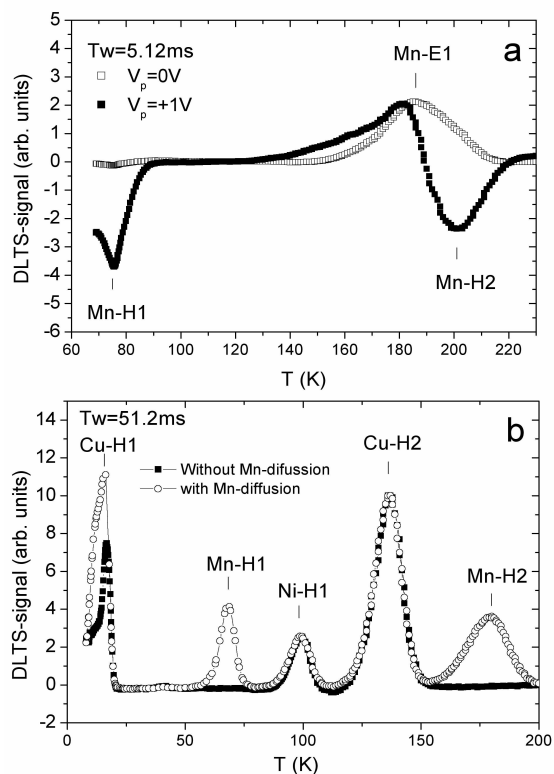 a
Tw=5.12ms
Vp=0V
Vp=+1V
Mn-E1
Mn-H1
Mn-H2
DLTS-signal (arb. units)
5
4
3
2
1
0
-1
-2
-3
-4
-5
-6
60 80 100 120 140 160 180 200 220
T (K)
b
Tw=51.2ms
Cu-H1
Without Mn-difussion
with Mn-diffusion
Cu-H2
Mn-H1
Ni-H1
Mn-H2
DLTS-signal (arb. units)
14
12
10
8
6
4
2
0
-2
0 50 100 150 200
T (K)